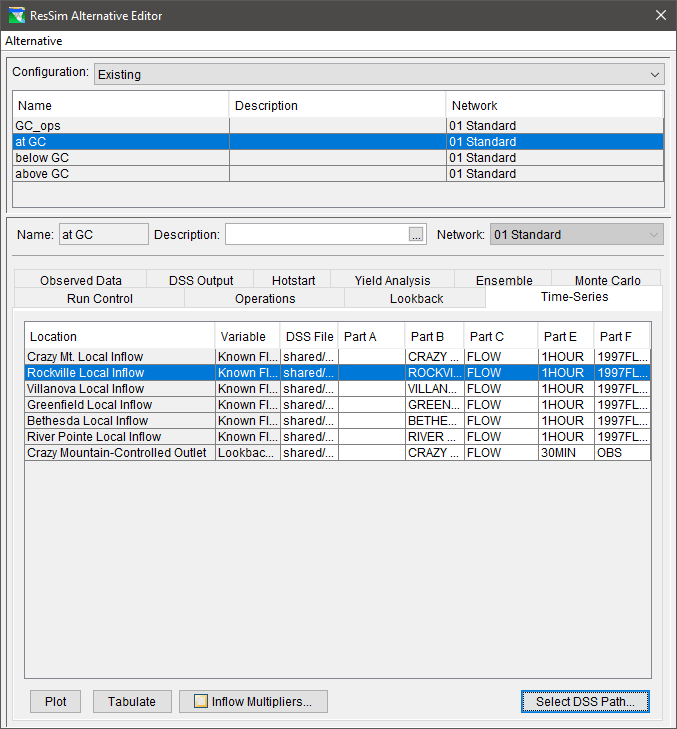 ResSim Alternative Editor
Alternative
Configuration: Existing
Name Description Network
GC_ops 01 Standard
at GC 01 Standard
below GC 01 Standard
above GC 01 Standard
Name: at GC Description: ... Network: 01 Standard
Observed Data DSS Output Hotstart Yield Analysis Ensemble Monte Carlo
Run Control Operations Lookback Time-Series
Location Variable DSS File Part A Part B Part C Part E Part F
Crazy Mt. Local Inflow Known Fl... shared/... CRAZY ... FLOW 1HOUR 1997FL...
Rockville Local Inflow Known Fl... shared/... ROCKVI... FLOW 1HOUR 1997FL...
Villanova Local Inflow Known Fl... shared/... VILLAN... FLOW 1HOUR 1997FL...
Greenfield Local Inflow Known Fl... shared/... GREEN... FLOW 1HOUR 1997FL...
Bethesda Local Inflow Known Fl... shared/... BETHE... FLOW 1HOUR 1997FL...
River Pointe Local Inflow Known Fl... shared/... RIVER ... FLOW 1HOUR 1997FL...
Crazy Mountain-Controlled Outlet Lookbac... shared/... CRAZY ... FLOW 30MIN OBS
Plot Tabulate Inflow Multipliers... Select DSS Path...